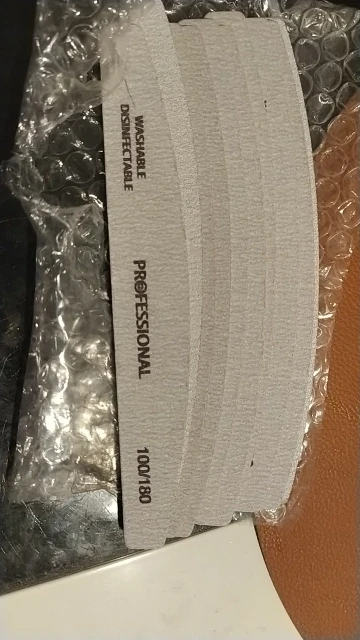 WASHABLE
DISINFECTABLE
PROFESSIONAL
100/180